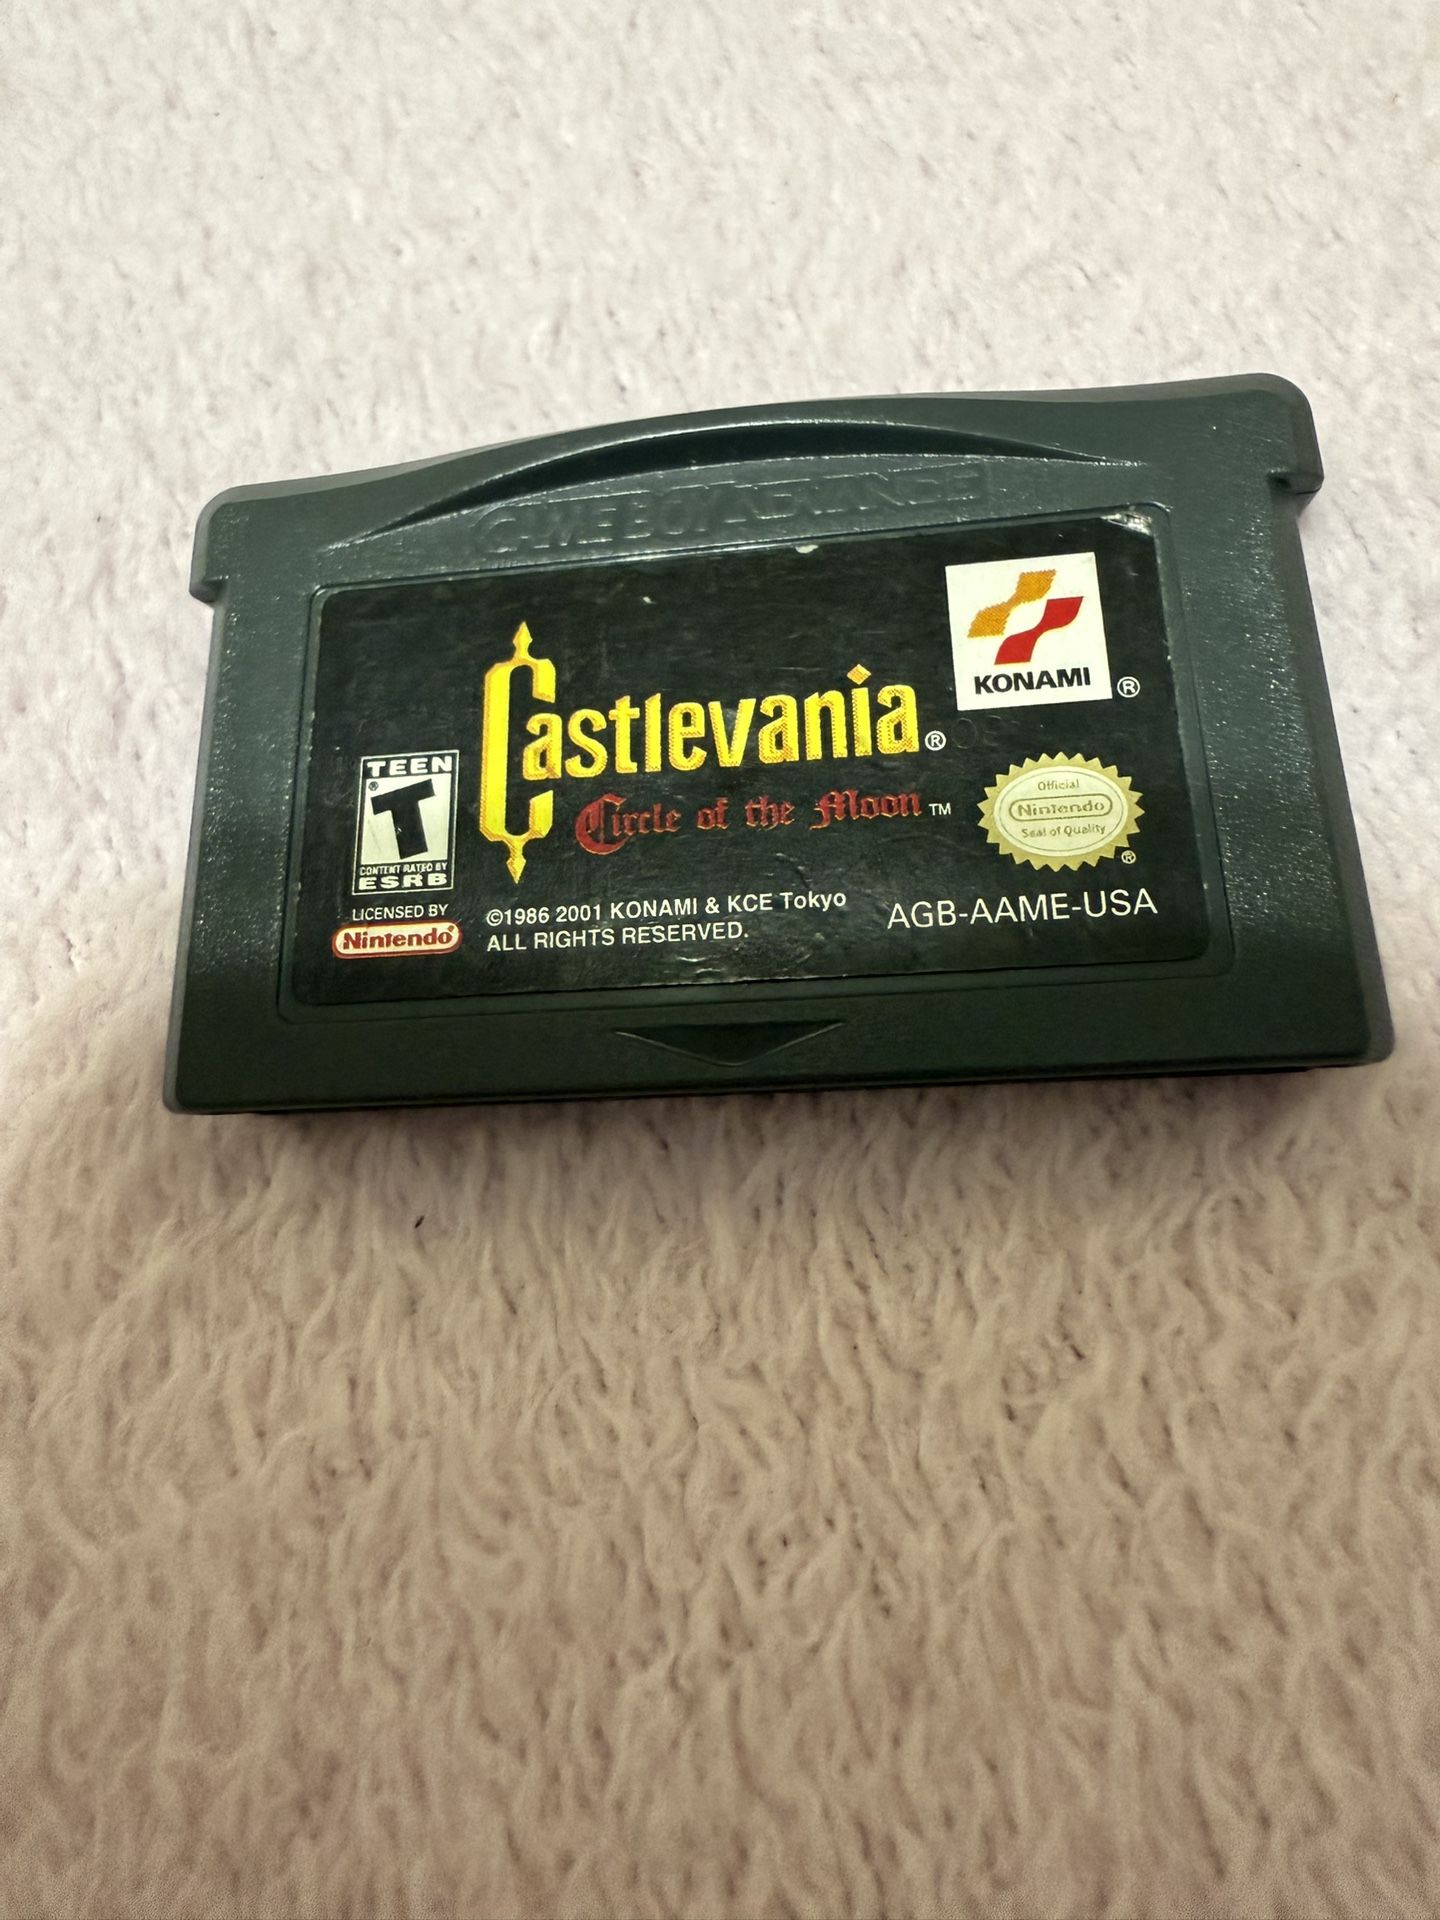 GAME BOY ADVANCE
KONAMI ®
Castlevania®
Circle of the Moon™
TEEN
T ®
CONTENT RATED BY
ESRB
Official
Nintendo
Seal of Quality ®
LICENSED BY
Nintendo®
©1986 2001 KONAMI & KCE Tokyo
ALL RIGHTS RESERVED.
AGB-AAME-USA